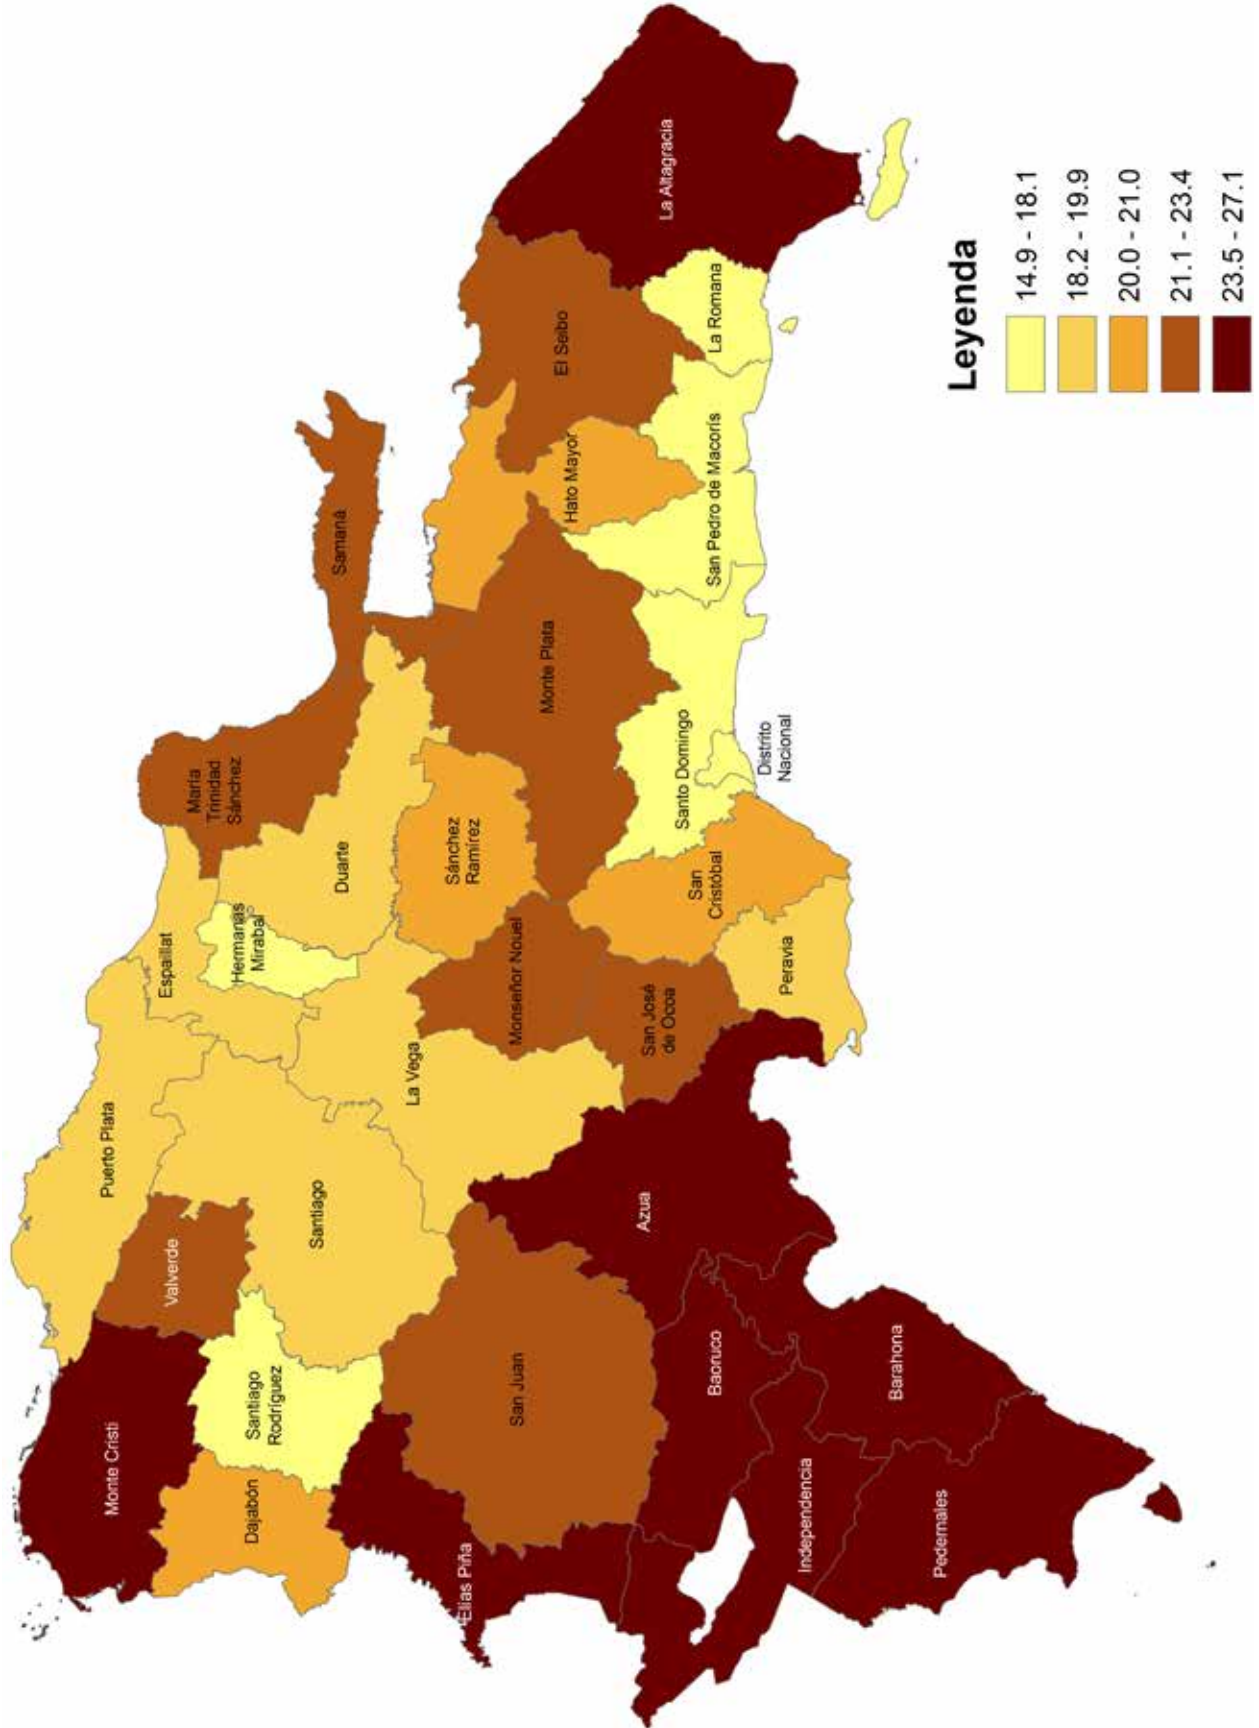 Monte Cristi
Puerto Plata
Valverde
Espaillat
María
Trinidad
Sánchez
Dajabón
Santiago
Rodríguez
Hermanas
Mirabal
Santiago
Duarte
Samaná
La Vega
Sánchez
Ramírez
Elías Piña
San Juan
Monseñor Nouel
Monte Plata
Hato Mayor
El Seibo
Azua
San José
de Ocoa
La Altagracia
San
Cristóbal
Santo Domingo
Baoruco
San Pedro de Macorís
La Romana
Distrito
Nacional
Peravia
Independencia
Barahona
Pedernales
Leyenda
14.9 - 18.1
18.2 - 19.9
20.0 - 21.0
21.1 - 23.4
23.5 - 27.1